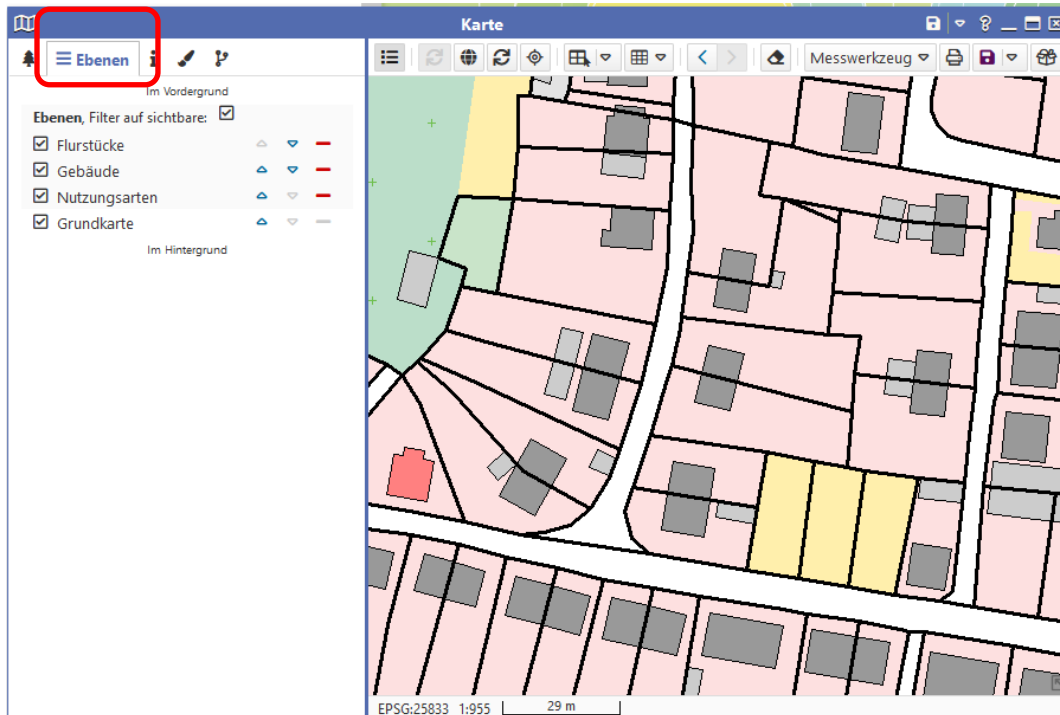 Karte
Ebenen
Messwerkzeug
Im Vordergrund
Ebenen, Filter auf sichtbare:
Flurstücke
Gebäude
Nutzungsarten
Grundkarte
Im Hintergrund
EPSG:25833 1:955 29 m